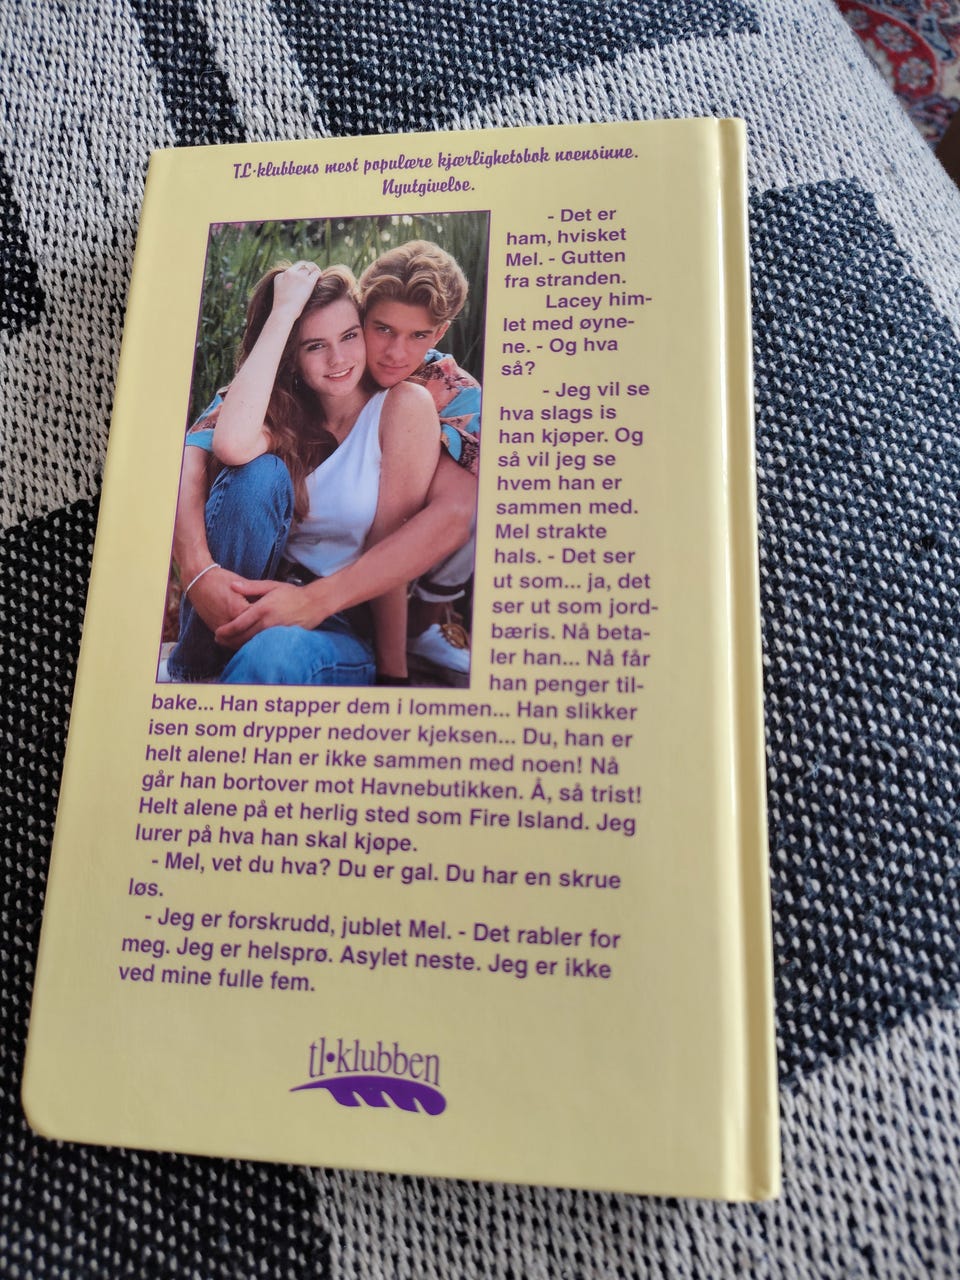 TL·klubbens mest populære kjærlighetsbok noensinne.
Nyutgivelse.
- Det er
ham, hvisket
Mel. - Gutten
fra stranden.
Lacey him-
let med øyne-
ne. - Og hva
så?
- Jeg vil se
hva slags is
han kjøper. Og
så vil jeg se
hvem han er
sammen med.
Mel strakte
hals. - Det ser
ut som... ja, det
ser ut som jord-
bæris. Nå beta-
ler han... Nå får
han penger til-
bake... Han stapper dem i lommen... Han slikker
isen som drypper nedover kjeksen... Du, han er
helt alene! Han er ikke sammen med noen! Nå
går han bortover mot Havnebutikken. Å, så trist!
Helt alene på et herlig sted som Fire Island. Jeg
lurer på hva han skal kjøpe.
- Mel, vet du hva? Du er gal. Du har en skrue
løs.
- Jeg er forskrudd, jublet Mel. - Det rabler for
meg. Jeg er helsprø. Asylet neste. Jeg er ikke
ved mine fulle fem.
tl•klubben